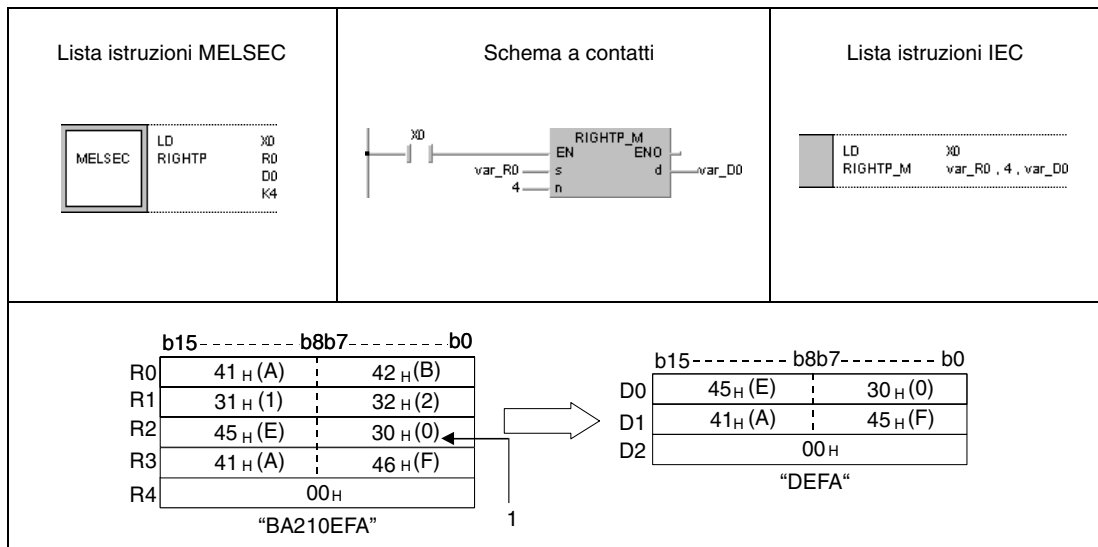 Lista istruzioni MELSEC
Schema a contatti
Lista istruzioni IEC
MELSEC
LD X0
RIGHTP R0
D0
K4
X0
RIGHTP_M
EN ENO
var_R0 s d var_D0
4 n
LD X0
RIGHTP_M var_R0 , 4 , var_D0
b15--------b8b7--------b0
R0 41H(A) 42H(B)
R1 31H(1) 32H(2)
R2 45H(E) 30H(0)
R3 41H(A) 46H(F)
R4 00H
“BA210EFA”
1
b15-------b8b7-------b0
D0 45H(E) 30H(0)
D1 41H(A) 45H(F)
D2 00H
“DEFA“